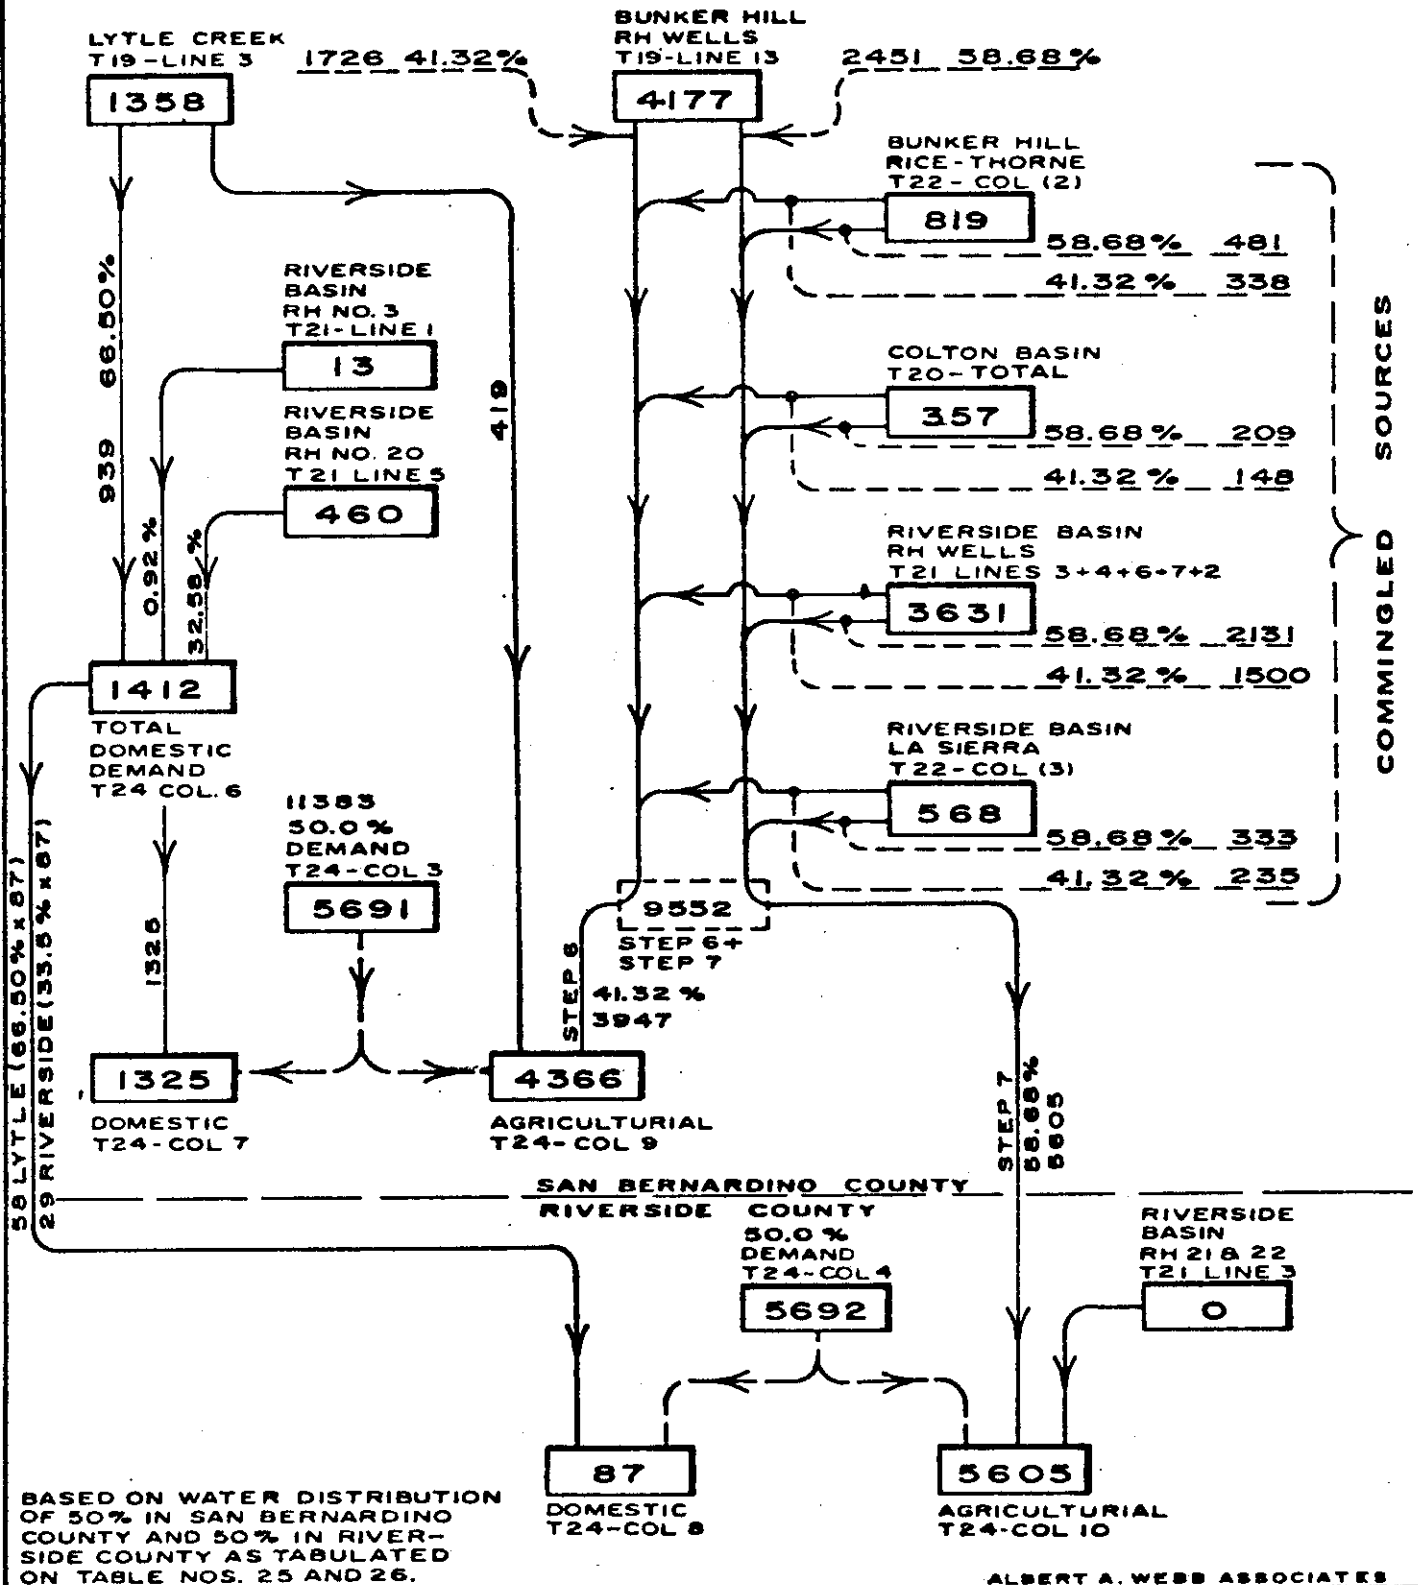 LYTLE CREEK
T19-LINE 3
1358
1726 41.32%
BUNKER HILL
RH WELLS
T19-LINE 13
4177
2451 58.68%
BUNKER HILL
RICE-THORNE
T22-COL (2)
819
58.68% 481
41.32% 338
COLTON BASIN
T20-TOTAL
357
58.68% 209
41.32% 148
RIVERSIDE BASIN
RH WELLS
T21 LINES 3+4+6+7+2
3631
58.68% 2131
41.32% 1500
RIVERSIDE BASIN
LA SIERRA
T22-COL (3)
568
58.68% 333
41.32% 235
COMMINGLED SOURCES
939 66.50%
RIVERSIDE
BASIN
RH NO. 3
T21-LINE 1
13
RIVERSIDE
BASIN
RH NO. 20
T21 LINE 5
460
0.92 %
32.58 %
419
1412
TOTAL
DOMESTIC
DEMAND
T24 COL. 6
11383
50.0 %
DEMAND
T24-COL 3
5691
1325
9552
STEP 6+
STEP 7
STEP 6
41.32 %
3947
1325
DOMESTIC
T24-COL 7
4366
AGRICULTURIAL
T24-COL 9
STEP 7
58.68%
5605
58 LYTLE (66.50% x 87)
29 RIVERSIDE (33.5 % x 87)
SAN BERNARDINO COUNTY
RIVERSIDE COUNTY
50.0 %
DEMAND
T24-COL 4
5692
RIVERSIDE
BASIN
RH 21 & 22
T21 LINE 3
0
87
DOMESTIC
T24-COL 8
5605
AGRICULTURIAL
T24-COL 10
BASED ON WATER DISTRIBUTION
OF 50% IN SAN BERNARDINO
COUNTY AND 50% IN RIVER-
SIDE COUNTY AS TABULATED
ON TABLE NOS. 25 AND 26.
ALBERT A. WEBB ASSOCIATES